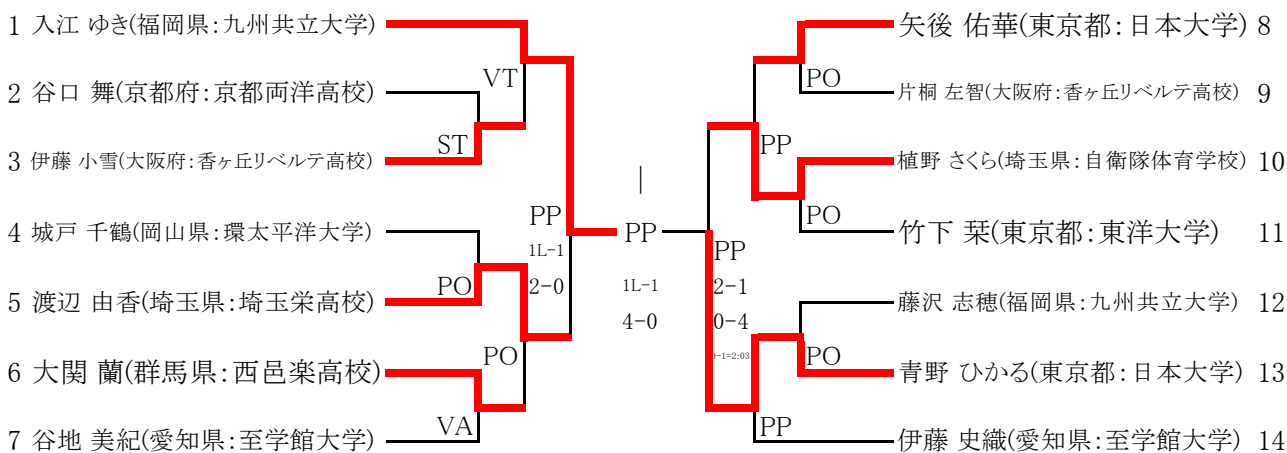 1 入江 ゆき(福岡県:九州共立大学)
矢後 佑華(東京都:日本大学) 8
VT
PO
2 谷口 舞(京都府:京都両洋高校)
片桐 左智(大阪府:香ヶ丘リベルテ高校) 9
ST
PP
3 伊藤 小雪(大阪府:香ヶ丘リベルテ高校)
植野 さくら(埼玉県:自衛隊体育学校) 10
|
PP
PO
4 城戸 千鶴(岡山県:環太平洋大学)
PP
竹下 栞(東京都:東洋大学) 11
1L-1
PP
PO
2-0
1L-1
2-1
5 渡辺 由香(埼玉県:埼玉栄高校)
藤沢 志穂(福岡県:九州共立大学) 12
4-0
0-4
PO
0-1=2:03
PO
6 大関 蘭(群馬県:西邑楽高校)
青野 ひかる(東京都:日本大学) 13
VA
PP
7 谷地 美紀(愛知県:至学館大学)
伊藤 史織(愛知県:至学館大学) 14